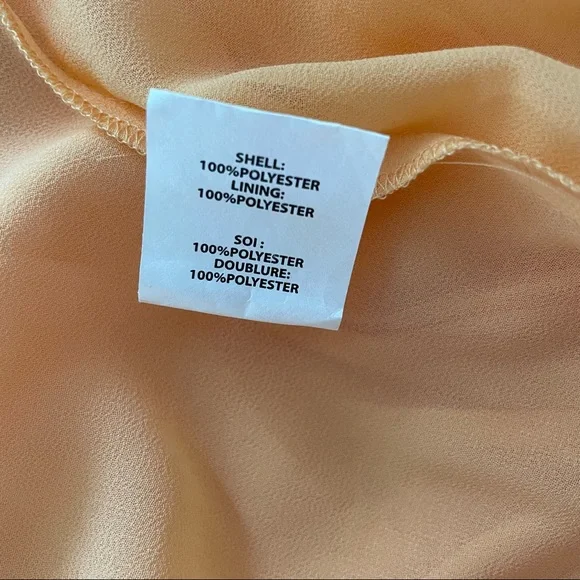 SHELL:
100%POLYESTER
LINING:
100%POLYESTER
SOI :
100%POLYESTER
DOUBLURE:
100%POLYESTER